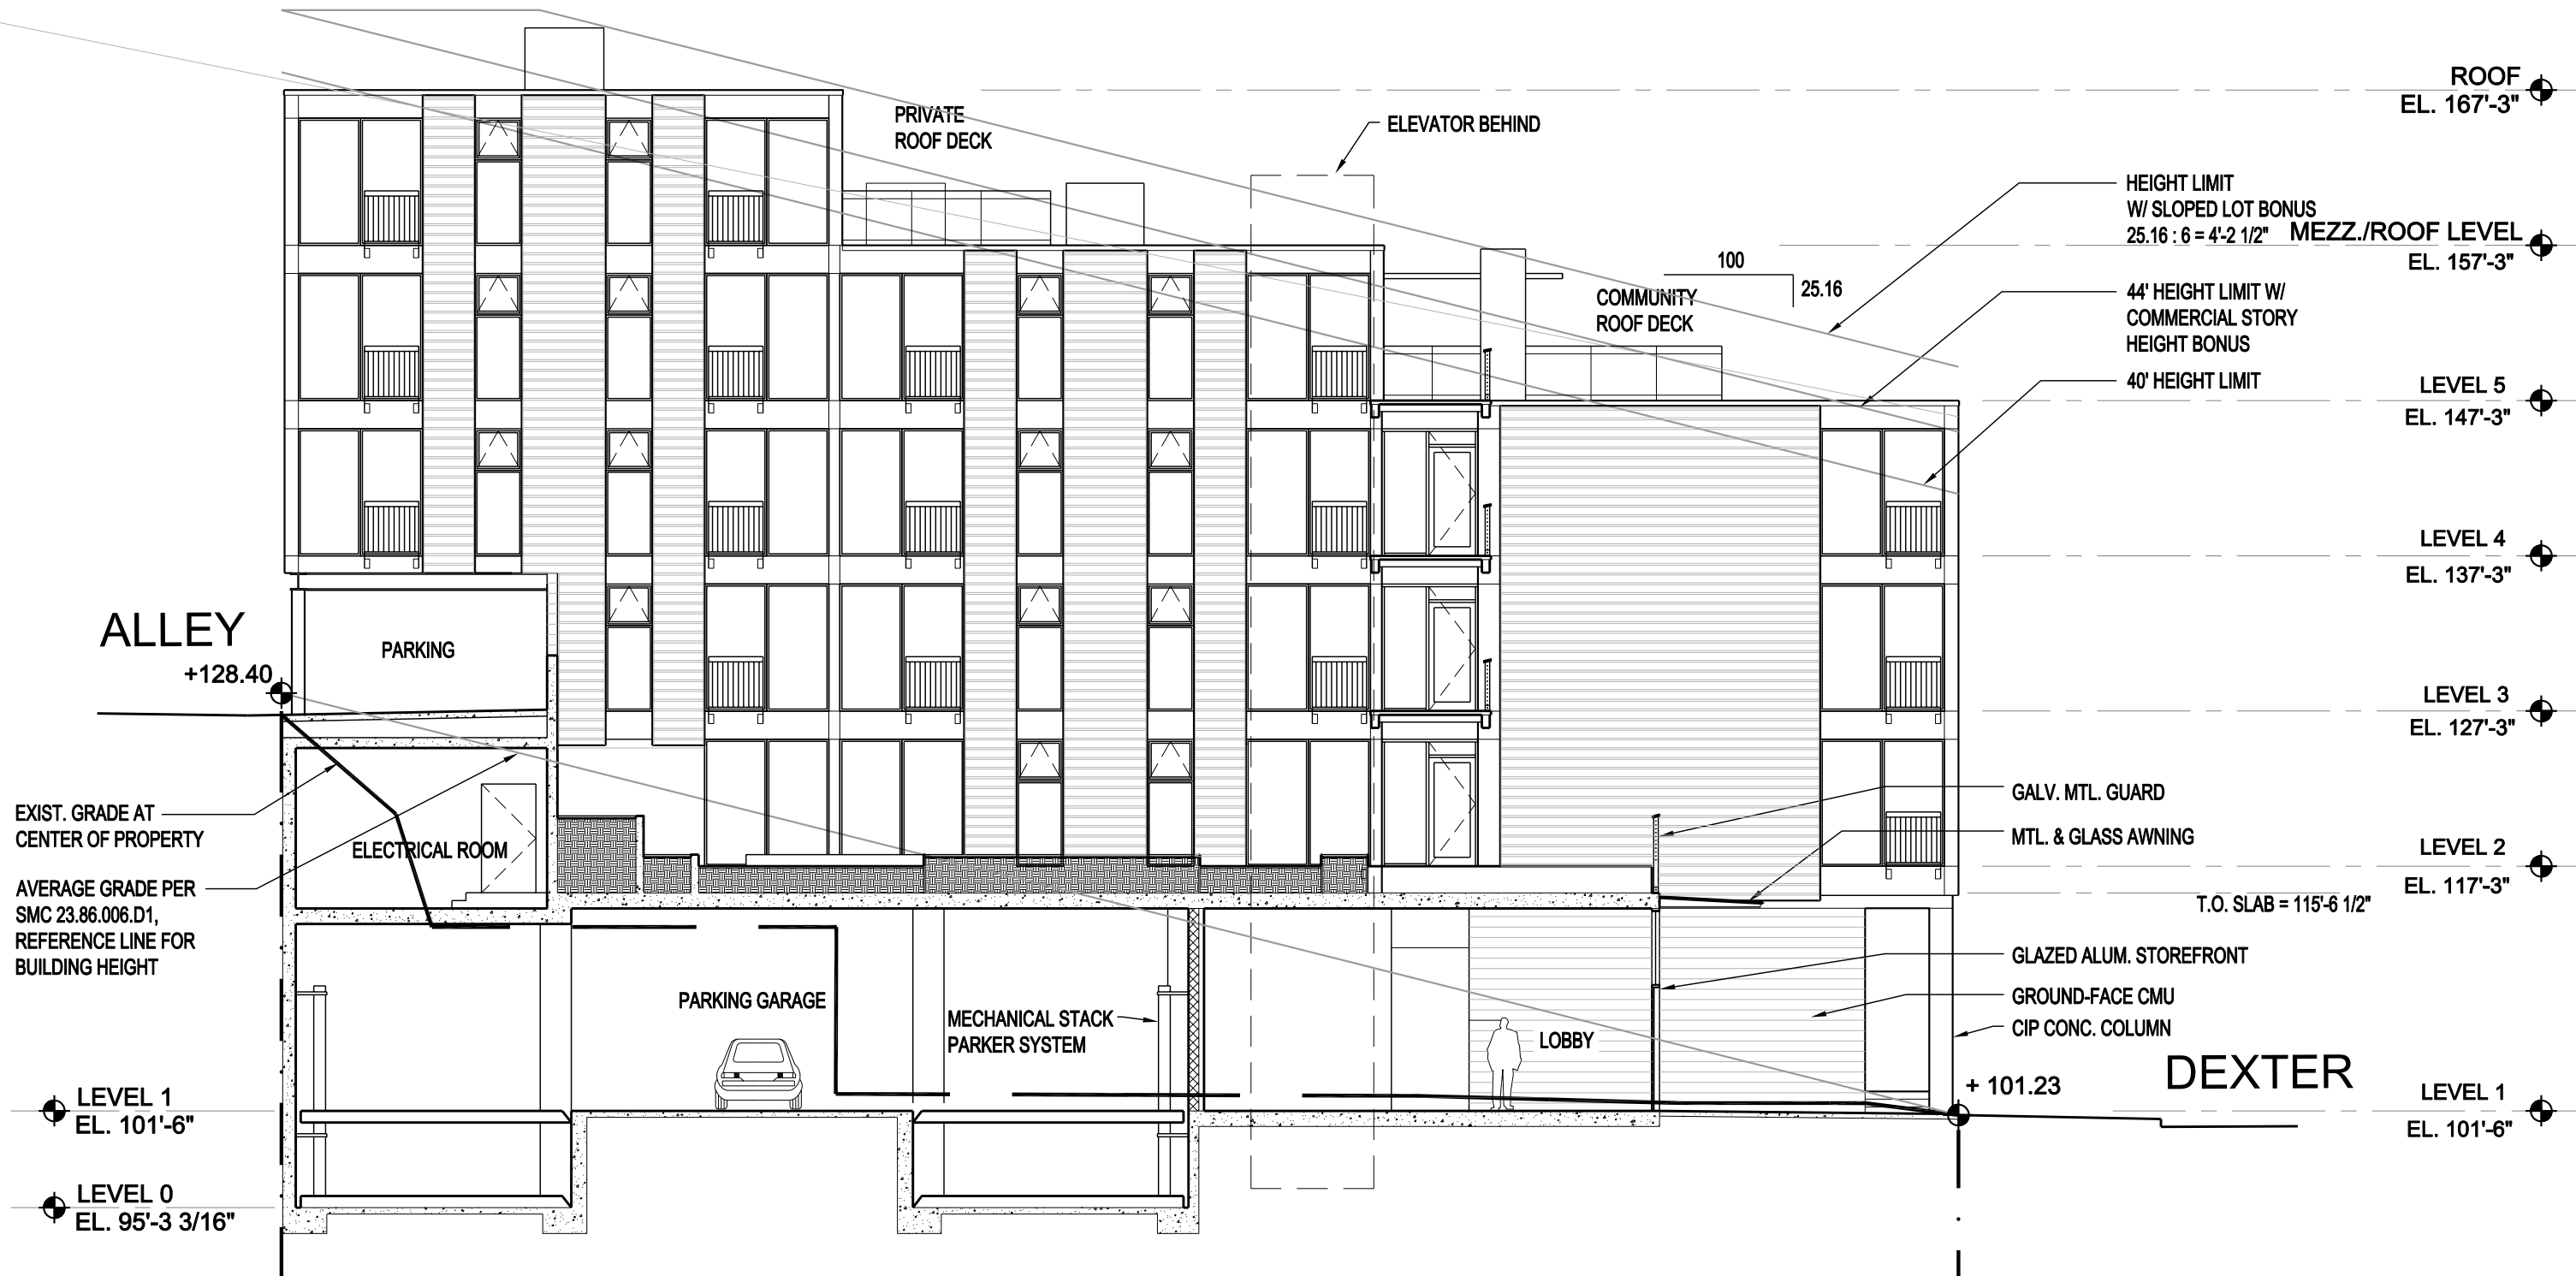 ROOF
EL. 167'-3"
PRIVATE
ROOF DECK
ELEVATOR BEHIND
HEIGHT LIMIT
W/ SLOPED LOT BONUS
25.16 : 6 = 4'-2 1/2"
MEZZ./ROOF LEVEL
EL. 157'-3"
100
25.16
COMMUNITY
ROOF DECK
44' HEIGHT LIMIT W/
COMMERCIAL STORY
HEIGHT BONUS
40' HEIGHT LIMIT
LEVEL 5
EL. 147'-3"
LEVEL 4
EL. 137'-3"
ALLEY
+128.40
PARKING
LEVEL 3
EL. 127'-3"
EXIST. GRADE AT
CENTER OF PROPERTY
ELECTRICAL ROOM
AVERAGE GRADE PER
SMC 23.86.006.D1,
REFERENCE LINE FOR
BUILDING HEIGHT
GALV. MTL. GUARD
MTL. & GLASS AWNING
LEVEL 2
EL. 117'-3"
T.O. SLAB = 115'-6 1/2"
GLAZED ALUM. STOREFRONT
GROUND-FACE CMU
CIP CONC. COLUMN
PARKING GARAGE
MECHANICAL STACK
PARKER SYSTEM
LOBBY
+ 101.23
DEXTER
LEVEL 1
EL. 101'-6"
LEVEL 1
EL. 101'-6"
LEVEL 0
EL. 95'-3 3/16"